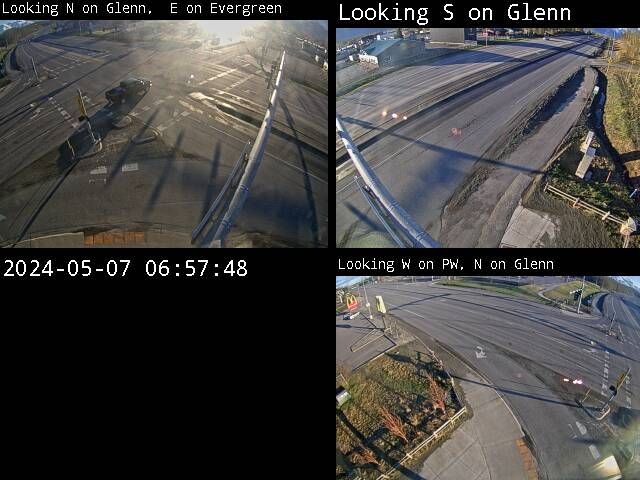 Looking N on Glenn,  E on Evergreen
Looking S on Glenn
2024-05-07 06:57:48
Looking W on PW, N on Glenn